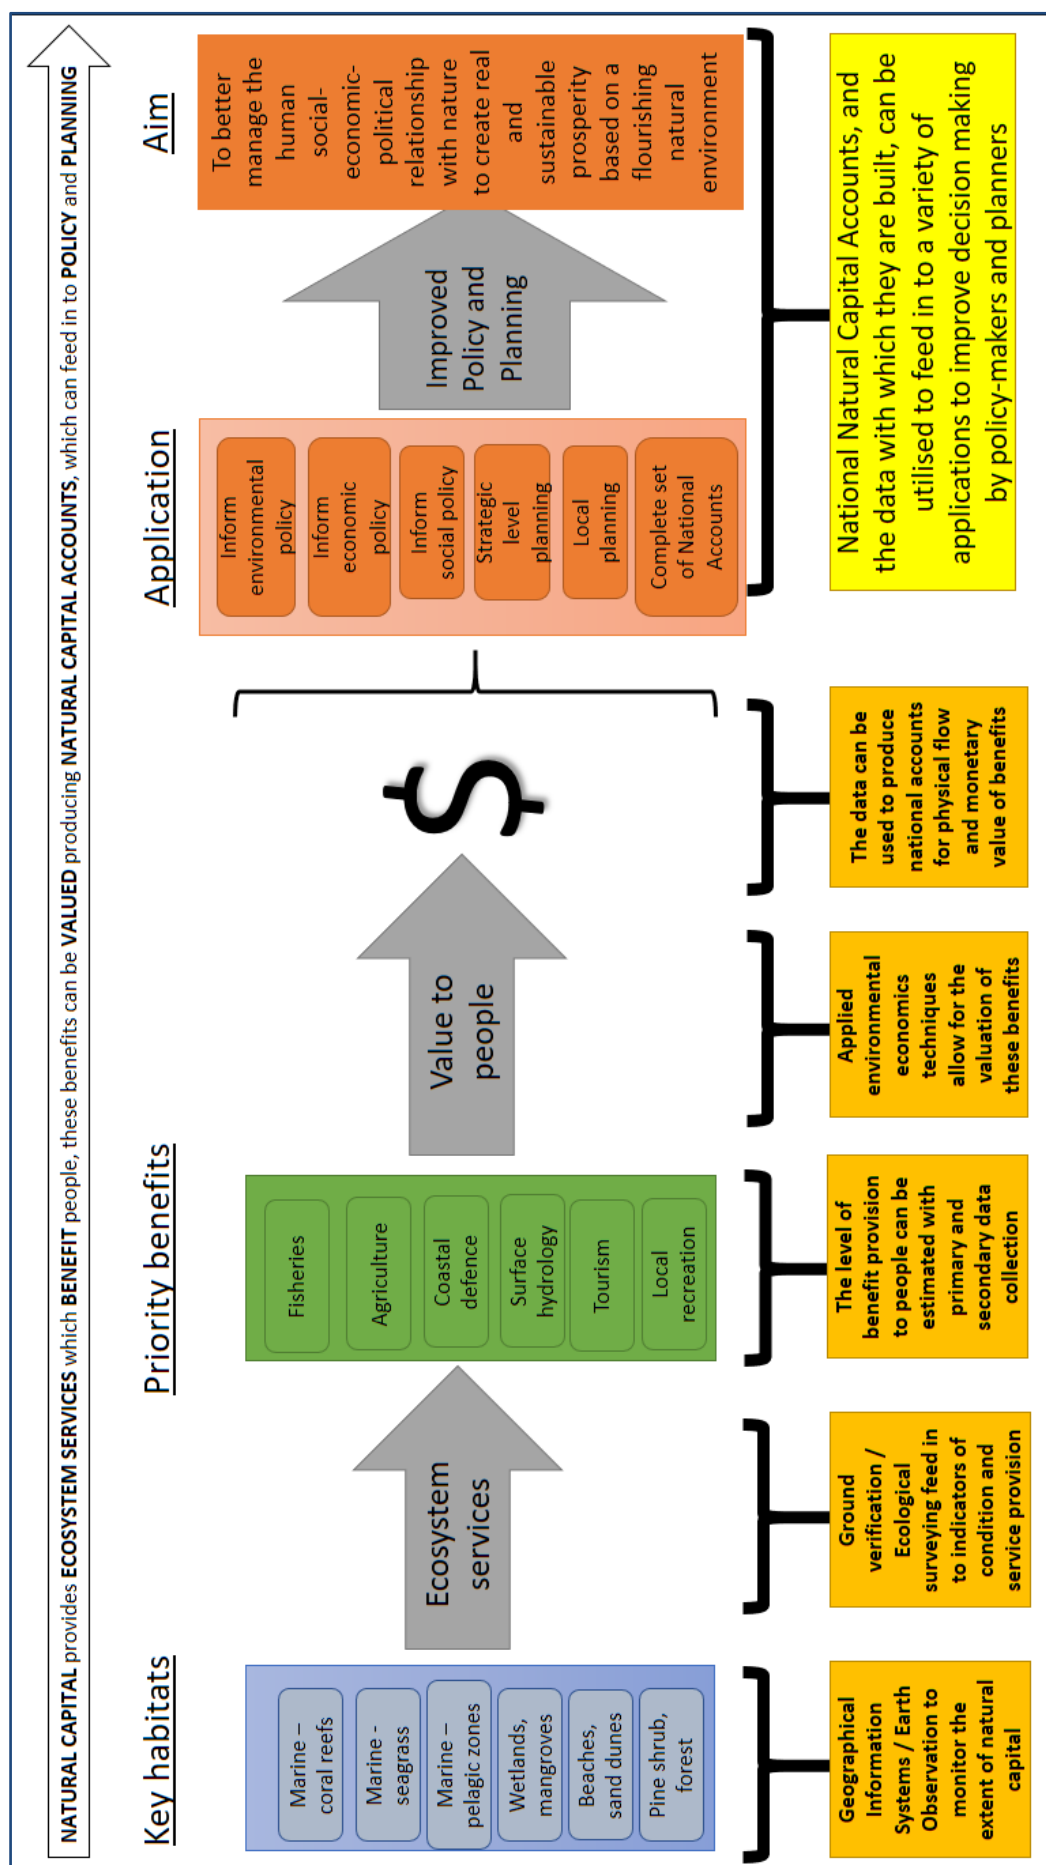 NATURAL CAPITAL provides ECOSYSTEM SERVICES which BENEFIT people, these benefits can be VALUED producing NATURAL CAPITAL ACCOUNTS, which can feed in to POLICY and PLANNING
Key habitats
Marine –
coral reefs
Marine -
seagrass
Marine –
pelagic zones
Wetlands,
mangroves
Beaches,
sand dunes
Pine shrub,
forest
Ecosystem
services
Priority benefits
Fisheries
Agriculture
Coastal
defence
Surface
hydrology
Tourism
Local
recreation
Value to
people
$
Application
Inform
environmental
policy
Inform
economic
policy
Inform
social policy
Strategic
level
planning
Local
planning
Complete set
of National
Accounts
Improved
Policy and
Planning
Aim
To better
manage the
human
social-
economic-
political
relationship
with nature
to create real
and
sustainable
prosperity
based on a
flourishing
natural
environment
Geographical
Information
Systems / Earth
Observation to
monitor the
extent of natural
capital
Ground
verification /
Ecological
surveying feed in
to indicators of
condition and
service provision
The level of
benefit provision
to people can be
estimated with
primary and
secondary data
collection
Applied
environmental
economics
techniques
allow for the
valuation of
these benefits
The data can be
used to produce
national accounts
for physical flow
and monetary
value of benefits
National Natural Capital Accounts, and
the data with which they are built, can be
utilised to feed in to a variety of
applications to improve decision making
by policy-makers and planners